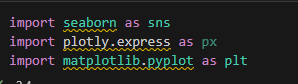 import seaborn as sns
import plotly.express as px
import matplotlib.pyplot as plt